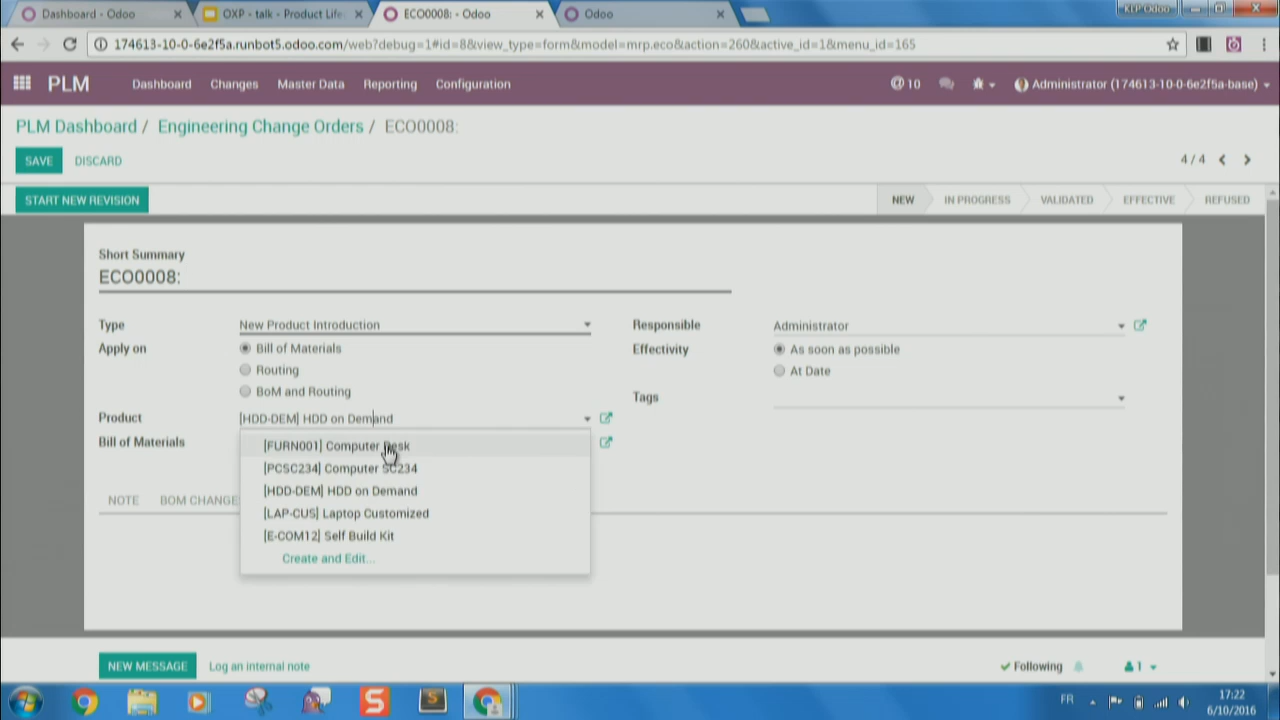 Dashboard - Odoo
OXP - talk - Product Life
ECO0008: - Odoo
Odoo
KLP Odoo
174613-10-0-6e2f5a.runbot5.odoo.com/web?debug=1#id=8&view_type=form&model=mrp.eco&action=260&active_id=1&menu_id=165
PLM Dashboard Changes Master Data Reporting Configuration
@ 10
Administrator (174613-10-0-6e2f5a-base)
PLM Dashboard / Engineering Change Orders / ECO0008:
SAVE DISCARD
4 / 4
START NEW REVISION
NEW IN PROGRESS VALIDATED EFFECTIVE REFUSED
Short Summary
ECO0008:
Type New Product Introduction
Apply on Bill of Materials
Routing
BoM and Routing
Product [HDD-DEM] HDD on Demand
Bill of Materials
Responsible Administrator
Effectivity As soon as possible
At Date
Tags
[FURN001] Computer Desk
[PCSC234] Computer SC234
[HDD-DEM] HDD on Demand
[LAP-CUS] Laptop Customized
[E-COM12] Self Build Kit
Create and Edit...
NOTE BOM CHANGE
NEW MESSAGE Log an internal note
Following
1
FR
17:22
6/10/2016